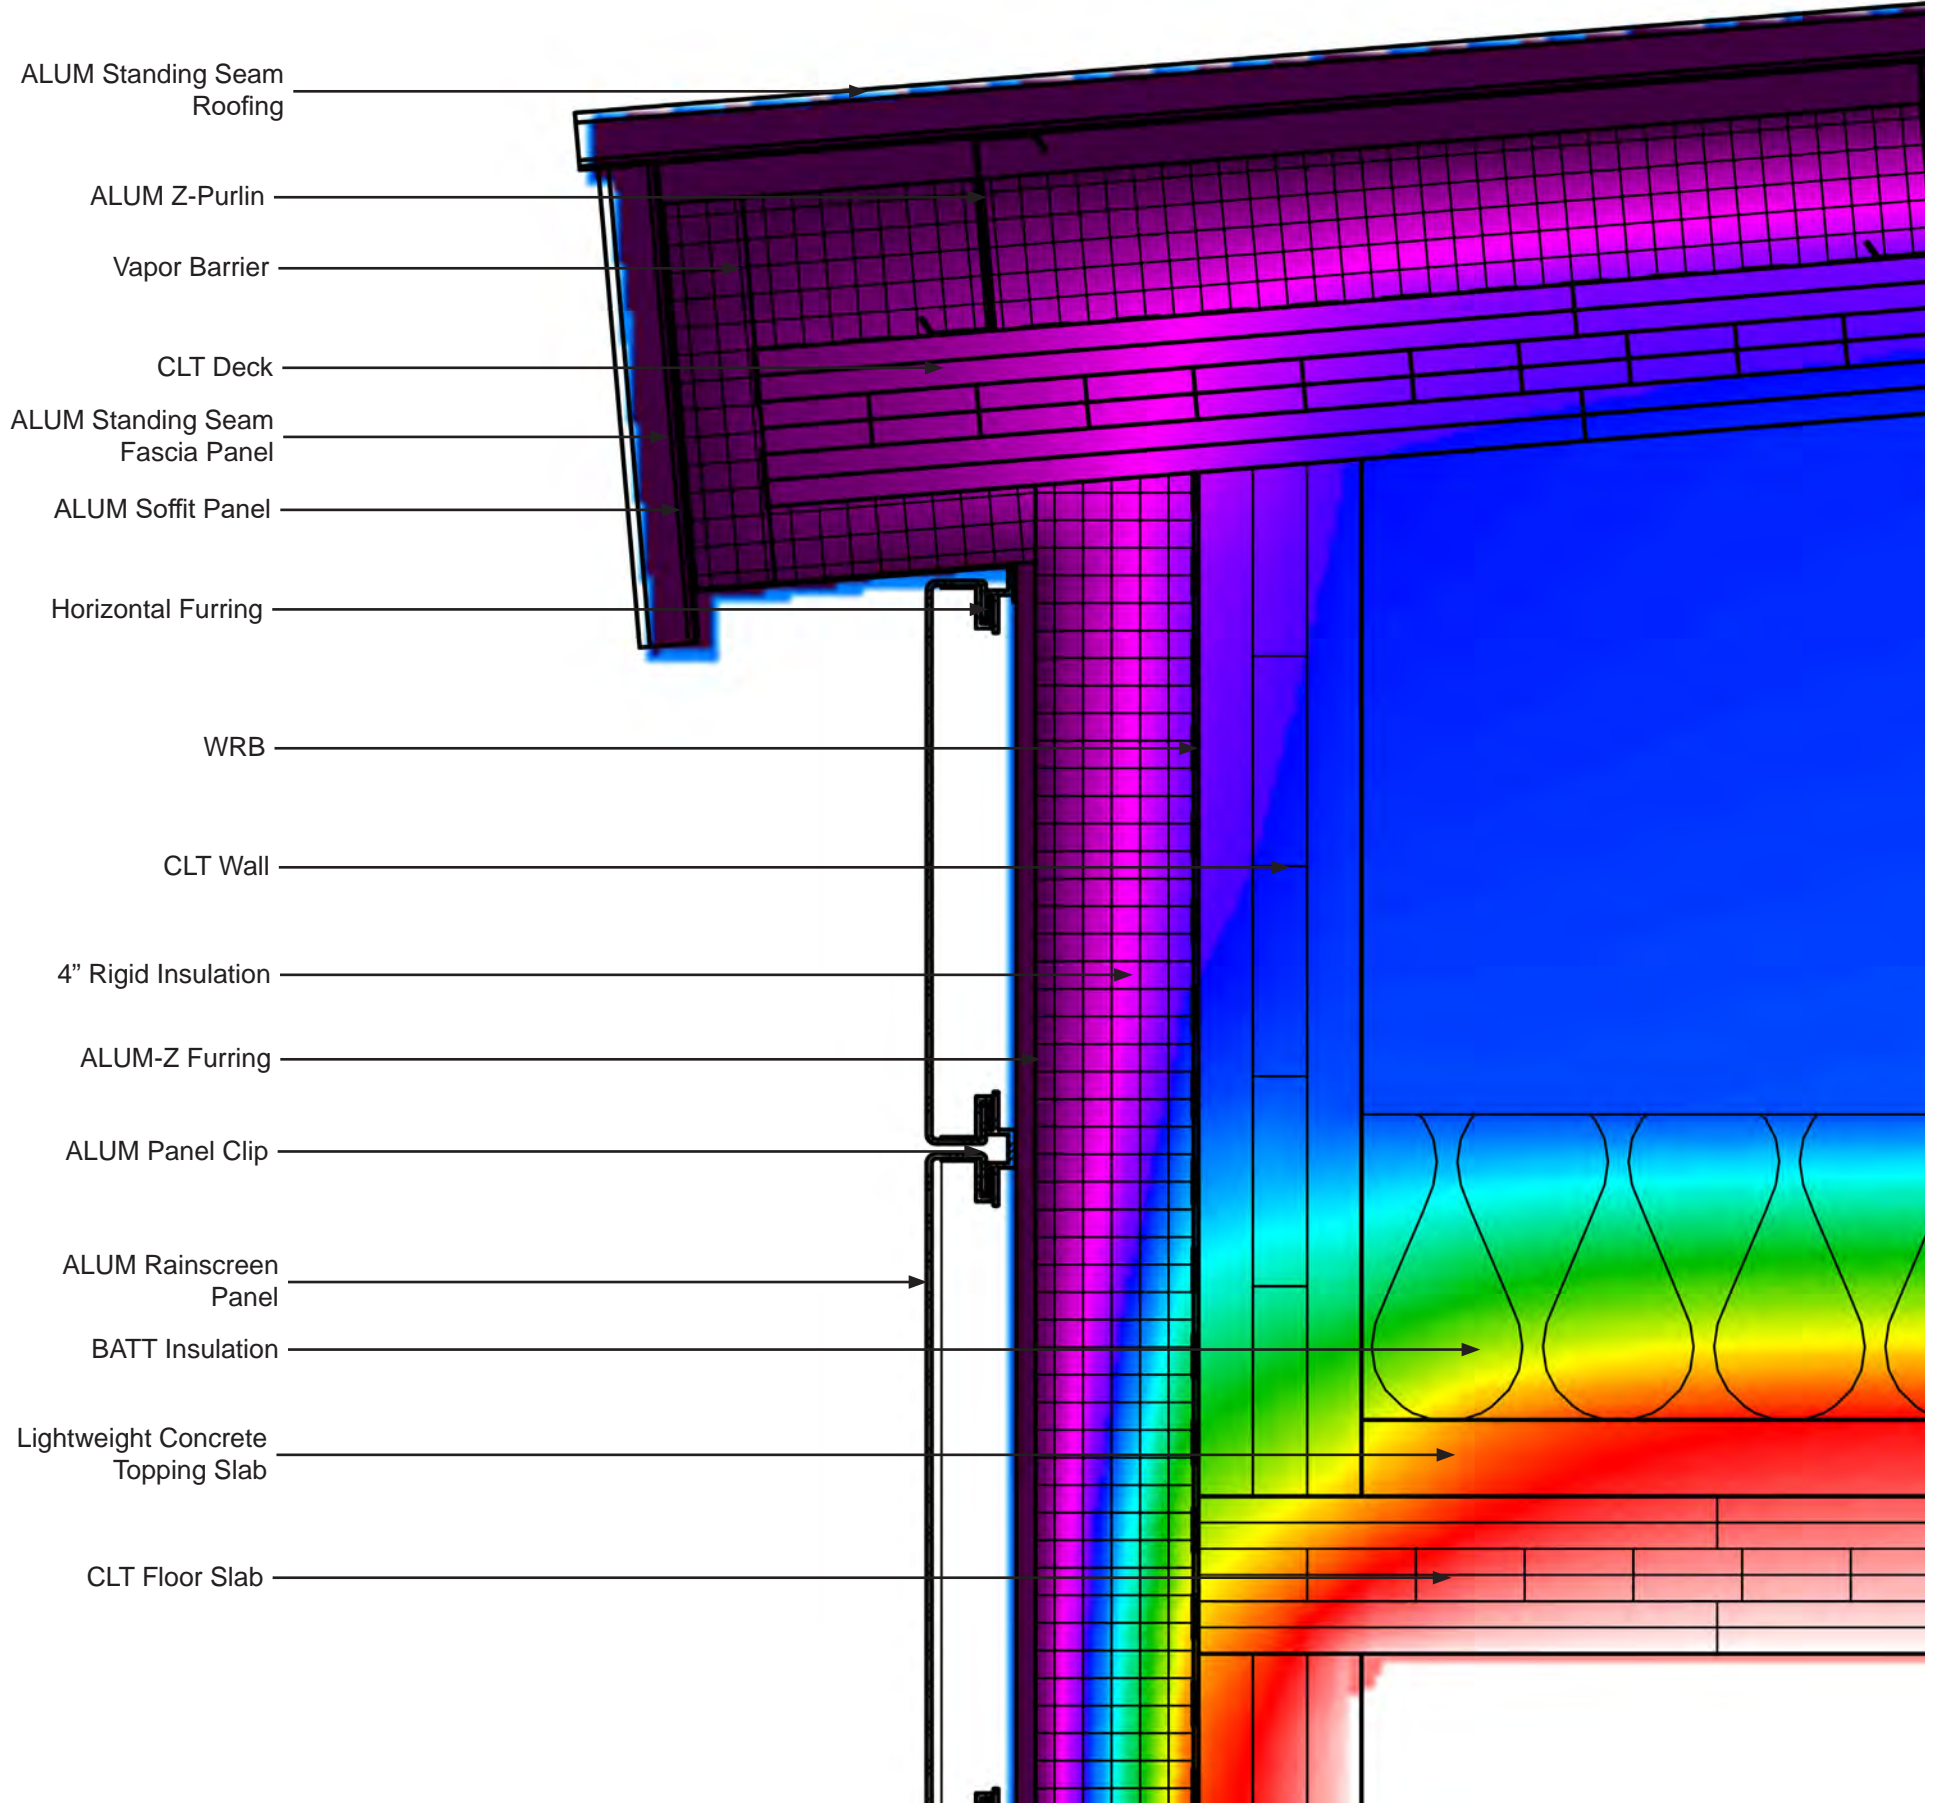 ALUM Standing Seam
Roofing
ALUM Z-Purlin
Vapor Barrier
CLT Deck
ALUM Standing Seam
Fascia Panel
ALUM Soffit Panel
Horizontal Furring
WRB
CLT Wall
4” Rigid Insulation
ALUM-Z Furring
ALUM Panel Clip
ALUM Rainscreen
Panel
BATT Insulation
Lightweight Concrete
Topping Slab
CLT Floor Slab